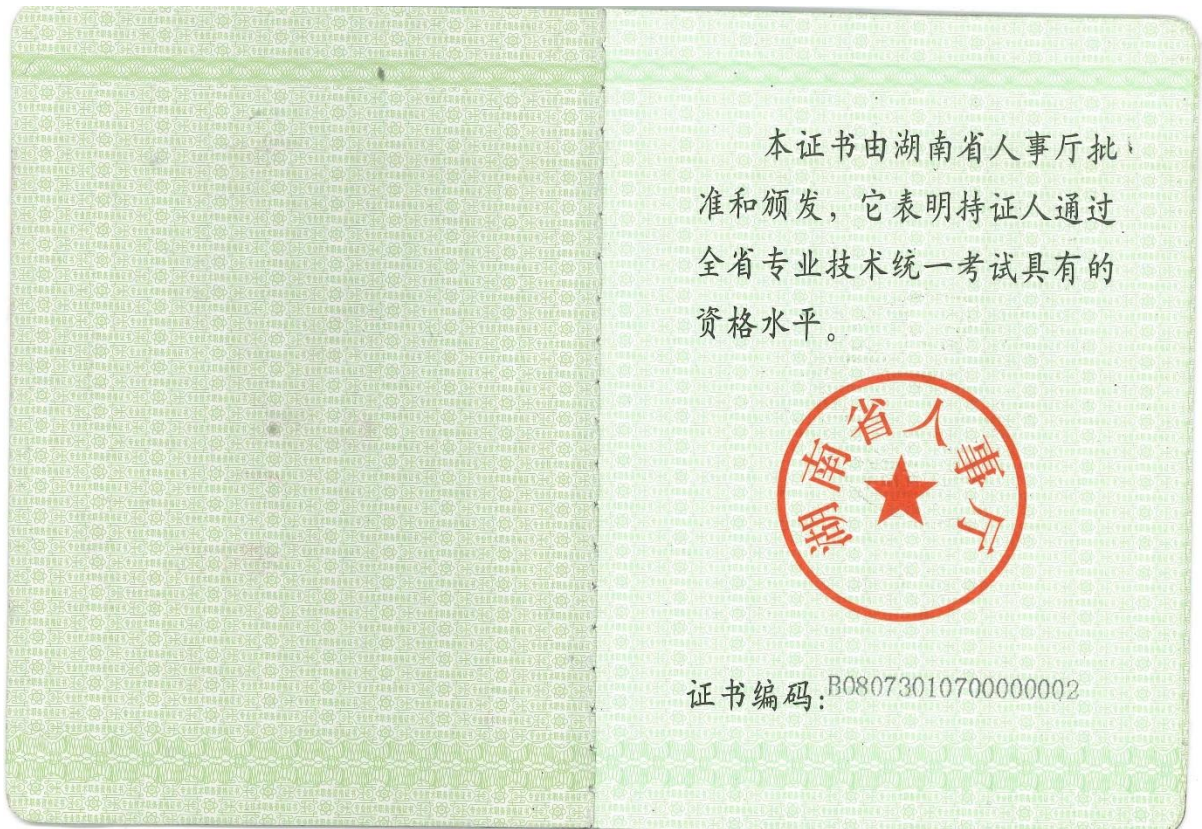 本证书由湖南省人事厅批
准和颁发，它表明持证人通过
全省专业技术统一考试具有的
资格水平。
湖南省人事厅
证书编码:B08073010700000002